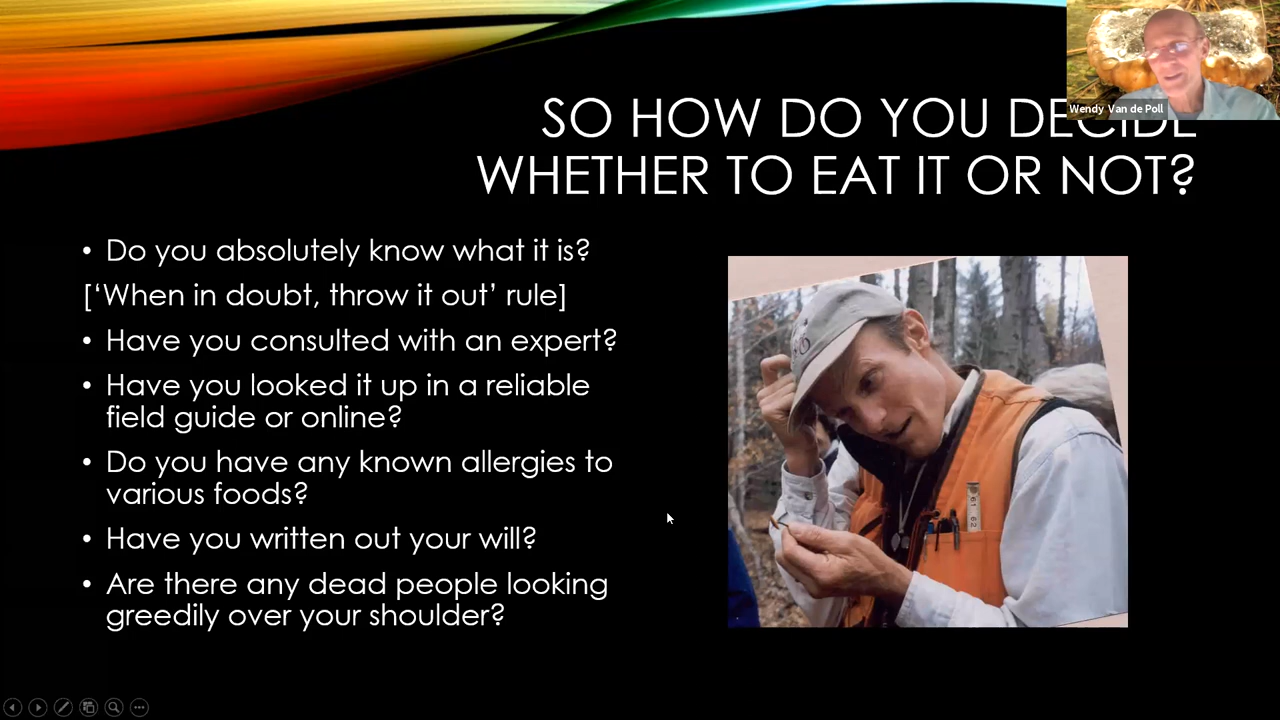 Wendy Van de Poll
SO HOW DO YOU DECIDE
WHETHER TO EAT IT OR NOT?
• Do you absolutely know what it is?
[‘When in doubt, throw it out’ rule]
• Have you consulted with an expert?
• Have you looked it up in a reliable
field guide or online?
• Do you have any known allergies to
various foods?
• Have you written out your will?
• Are there any dead people looking
greedily over your shoulder?
61
62